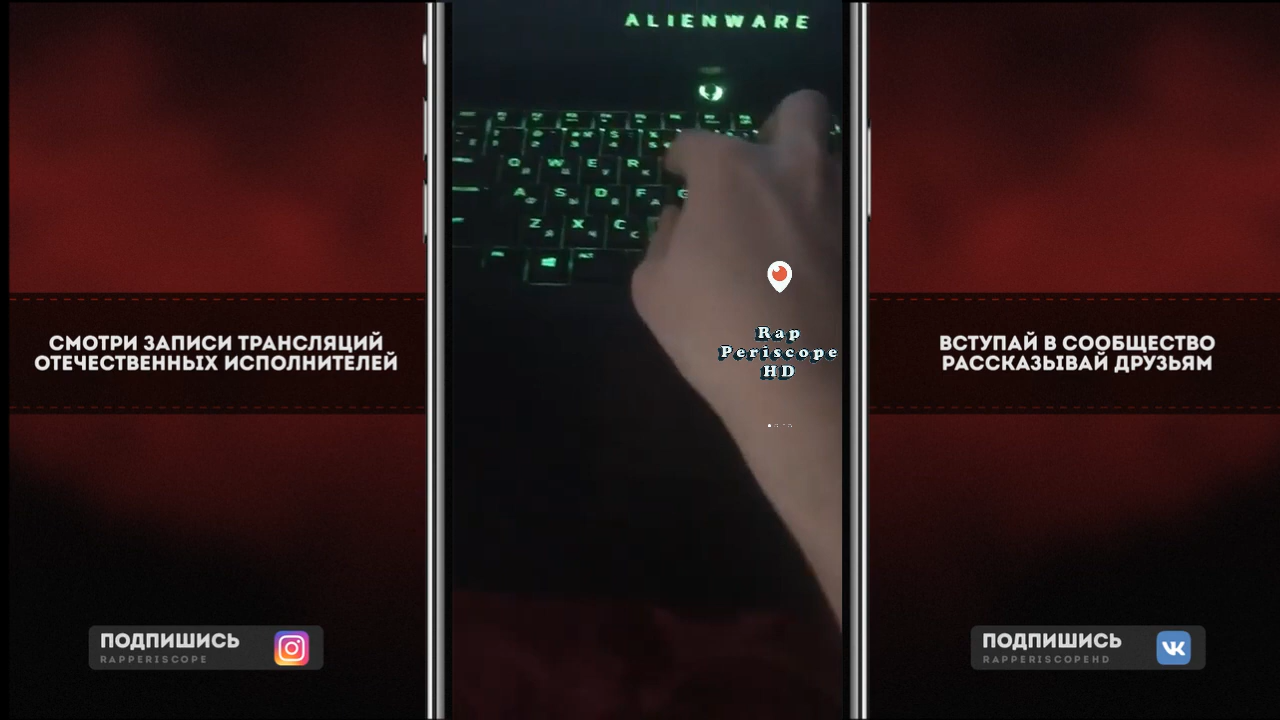 ALIENWARE
Q W E R
A S D F G
Z X C
СМОТРИ ЗАПИСИ ТРАНСЛЯЦИЙ
ОТЕЧЕСТВЕННЫХ ИСПОЛНИТЕЛЕЙ
Rap
Periscope
HD
ВСТУПАЙ В СООБЩЕСТВО
РАССКАЗЫВАЙ ДРУЗЬЯМ
ПОДПИШИСЬ
RAPPERISCOPE
ПОДПИШИСЬ
RAPPERISCOPEHD